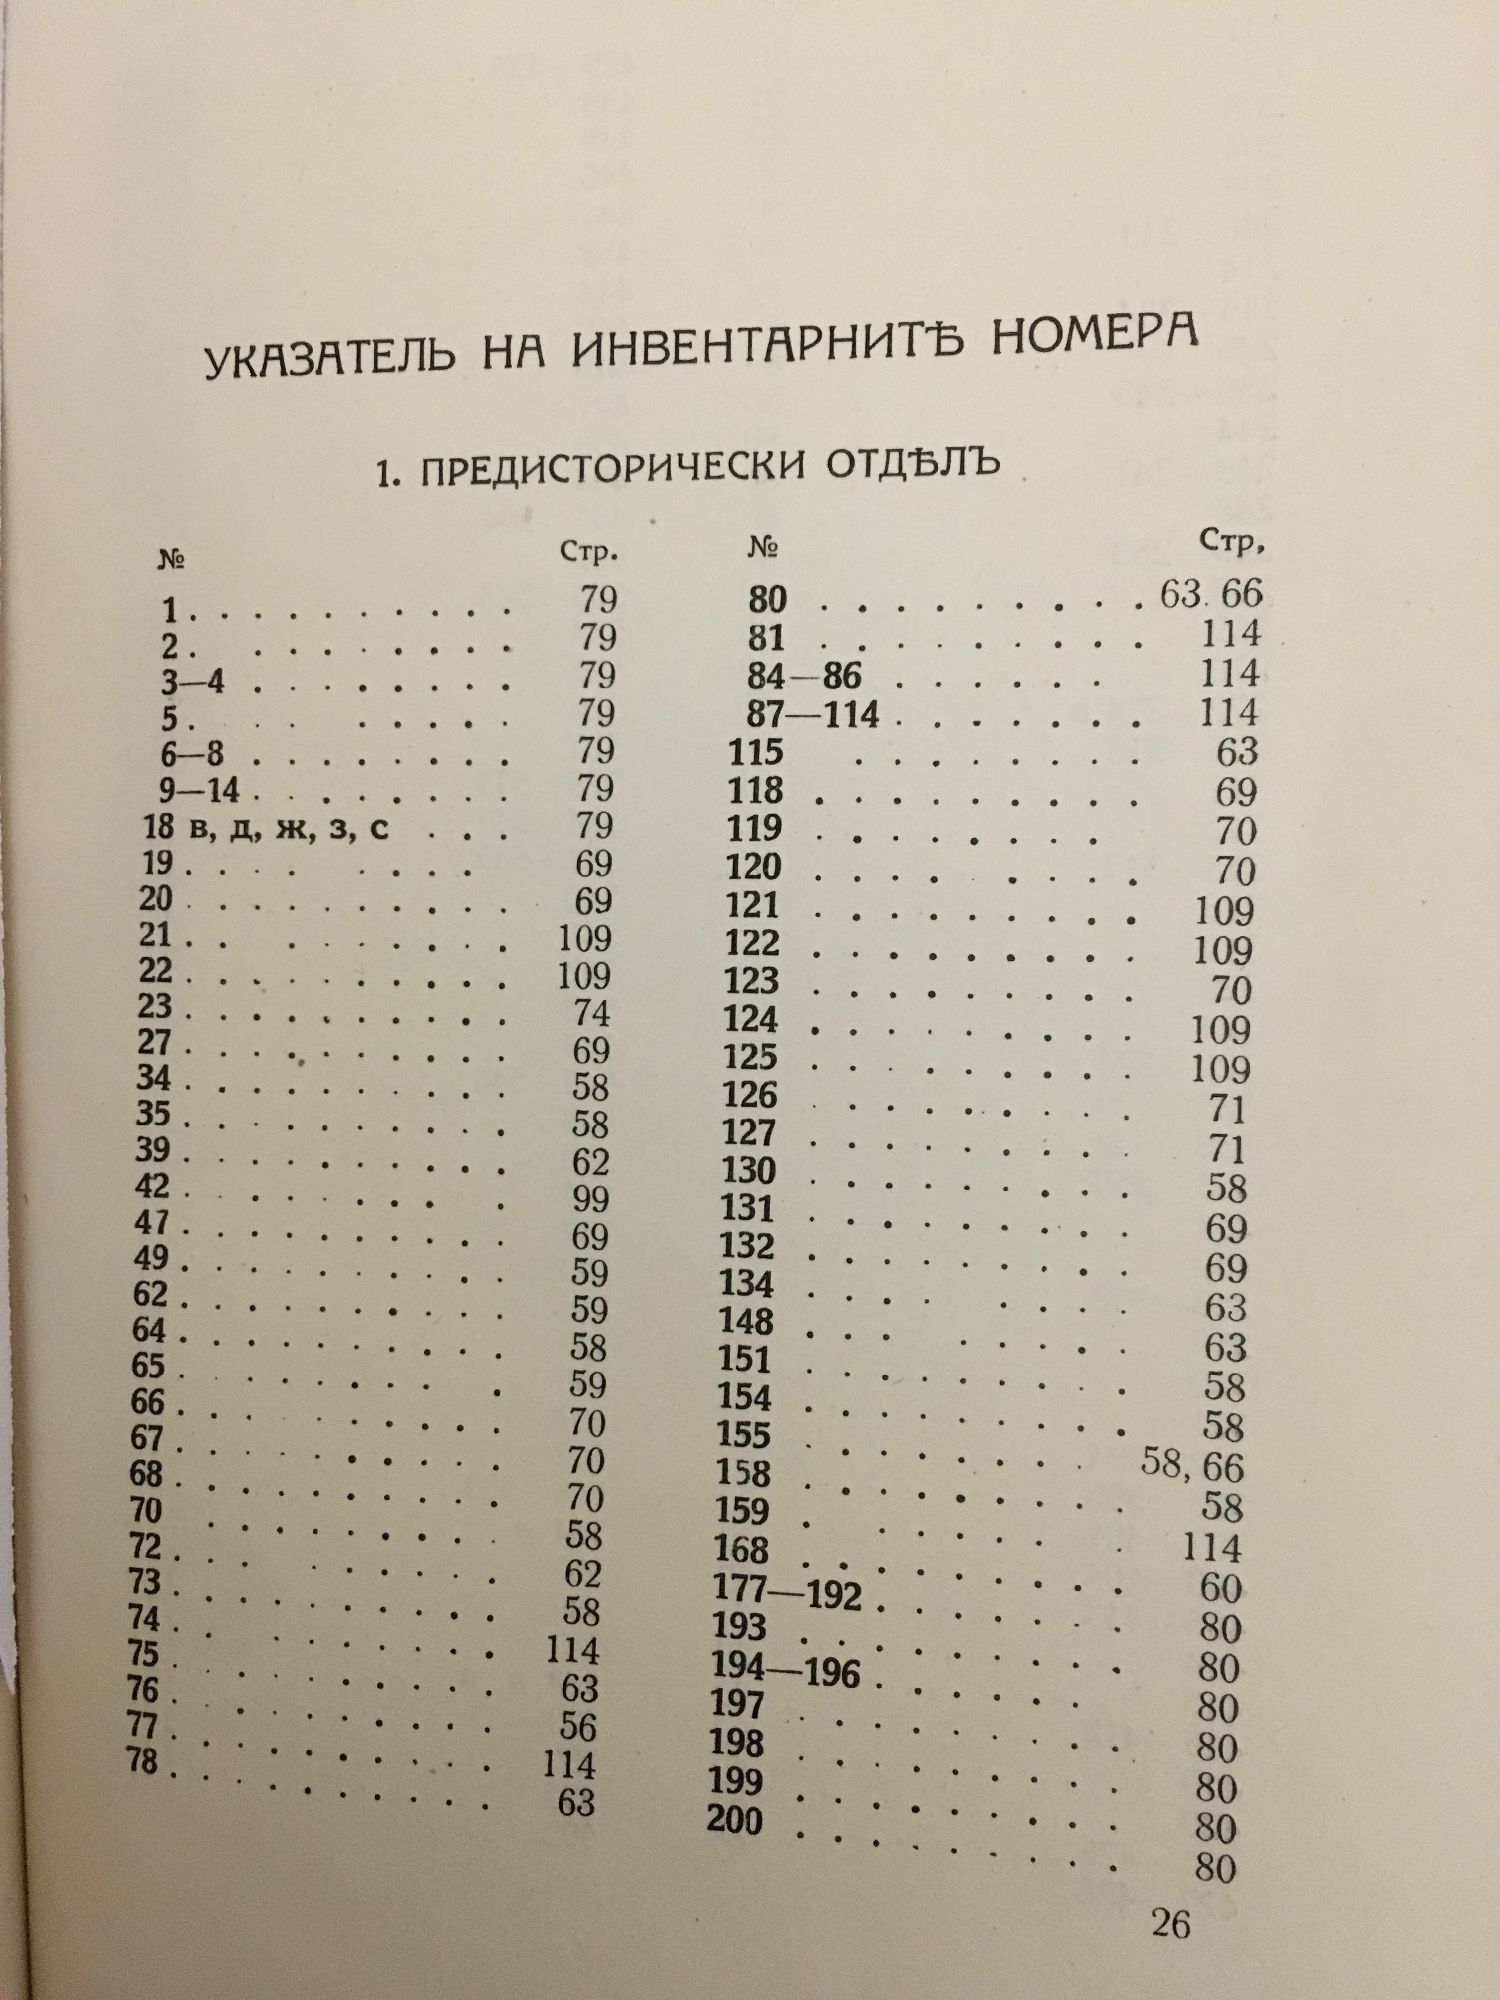 УКАЗАТЕЛЬ НА ИНВЕНТАРНИТѢ НОМЕРА
1. ПРЕДИСТОРИЧЕСКИ ОТДѢЛЪ
№ Стр.
1 . . . . . . . . . . 79
2 . . . . . . . . . 79
3—4 . . . . . . . . 79
5 . . . . . . . . 79
6—8 . . . . . . . . 79
9—14 . . . . . . . . 79
18 в, д, ж, з, с . . . 79
19 . . . . . . . . 69
20 . . . . . . . . . . 69
21 . . . . . . . . . 109
22 . . . . . . . . . . 109
23 . . . . . . . . . . 74
27 . . . . . . . . . . 69
34 . . . . . . . . . . 58
35 . . . . . . . . . . 58
39 . . . . . . . . . . 62
42 . . . . . . . . . 99
47 . . . . . . . . . . 69
49 . . . . . . . . . . 59
62 . . . . . . . . . . 59
64 . . . . . . . . . . 58
65 . . . . . . . . . 59
66 . . . . . . . . . . 70
67 . . . . . . . . . . 70
68 . . . . . . . . . . 70
70 . . . . . . . . . 58
72 . . . . . . . . 62
73 . . . . . . . . . . 58
74 . . . . . . . . . 114
75 . . . . . . . . . . 63
76 . . . . . . . . . . 56
77 . . . . . . . . . . 114
78 . . . . . . . . . . 63
№ Стр,
80 . . . . . . . . . 63. 66
81 . . . . . . . . . 114
84—86 . . . . . . 114
87—114 . . . . . . . 114
115 . . . . . . . . 63
118 . . . . . . . . . 69
119 . . . . . . . . 70
120 . . . . . . . . 70
121 . . . . . . . . . 109
122 . . . . . . . . . 109
123 . . . . . . . . . 70
124 . . . . . . . . . 109
125 . . . . . . . . . 109
126 . . . . . . . . . 71
127 . . . . . . . . . 71
130 . . . . . . . . . 58
131 . . . . . . . . . 69
132 . . . . . . . . . 69
134 . . . . . . . . 63
148 . . . . . . . . 63
151 . . . . . . . . . 58
154 . . . . . . . . . 58
155 . . . . . . . . 58, 66
158 . . . . . . . . . 58
159 . . . . . . . 114
168 . . . . . . . . . 60
177—192 . . . . . . . 80
193 . . . . . . . . . 80
194—196 . . . . . . 80
197 . . . . . . . . . 80
198 . . . . . . . . . 80
199 . . . . . . . . . 80
200 . . . . . . . . . 80
26